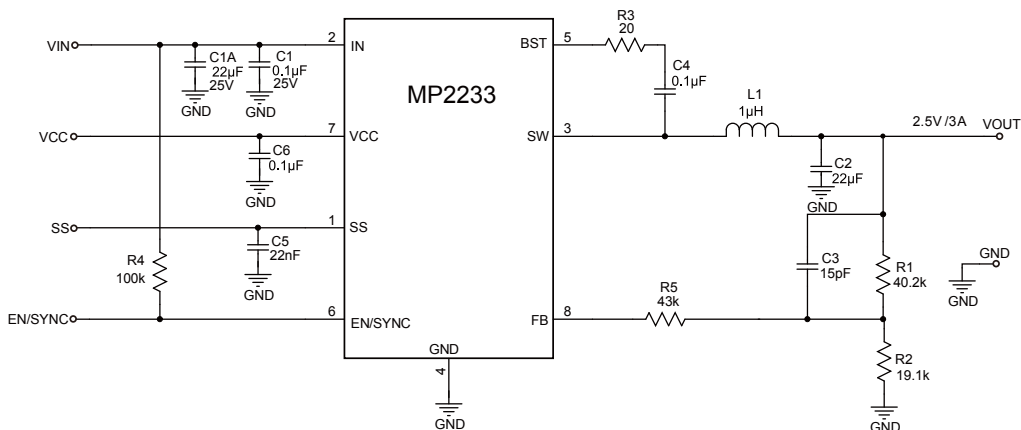 VIN
C1A
22µF
25V
GND
C1
0.1µF
25V
GND
2
IN
MP2233
BST
5
R3
20
C4
0.1µF
VCC
7
VCC
C6
0.1µF
GND
SW
3
L1
1µH
2.5V/3A
VOUT
C2
22µF
GND
SS
1
SS
C5
22nF
GND
R4
100k
C3
15pF
R1
40.2k
GND
GND
EN/SYNC
6
EN/SYNC
FB
8
R5
43k
R2
19.1k
GND
GND
4
GND